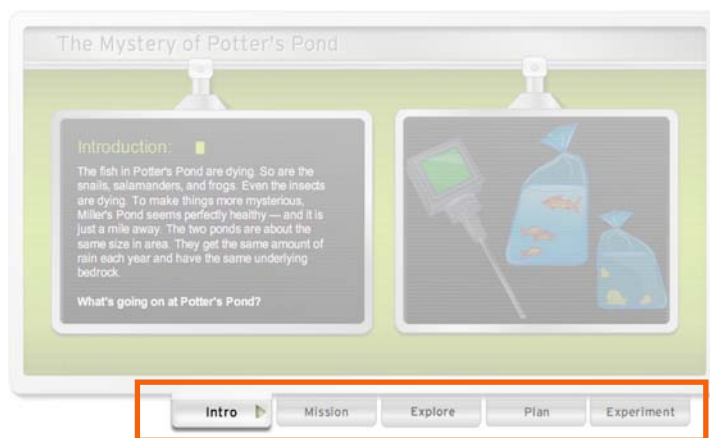 The Mystery of Potter's Pond
Introduction:
The fish in Potter's Pond are dying. So are the
snails, salamanders, and frogs. Even the insects
are dying. To make things more mysterious,
Miller's Pond seems perfectly healthy — and it is
just a mile away. The two ponds are about the
same size in area. They get the same amount of
rain each year and have the same underlying
bedrock.
What's going on at Potter's Pond?
Intro Mission Explore Plan Experiment